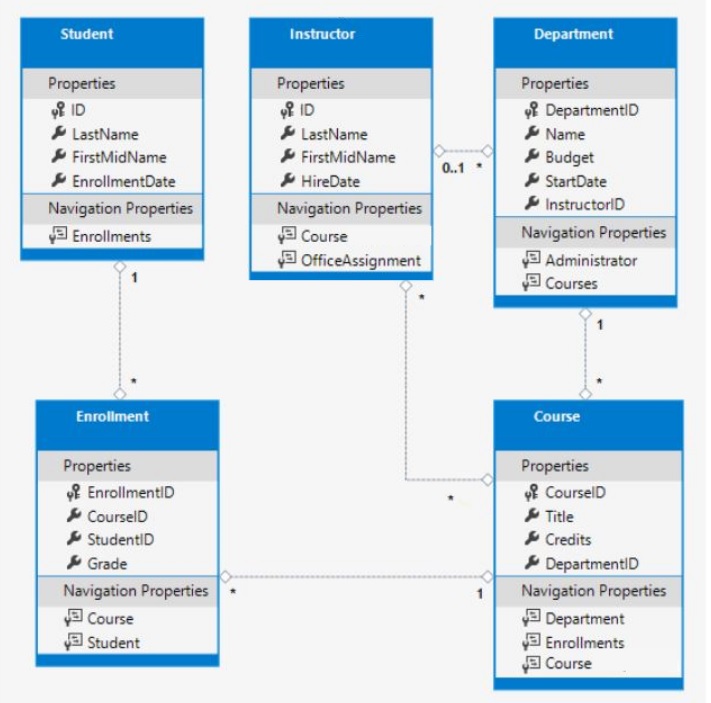 Student
Properties
ID
LastName
FirstMidName
EnrollmentDate
Navigation Properties
Enrollments
1
*
Instructor
Properties
ID
LastName
FirstMidName
HireDate
Navigation Properties
Course
OfficeAssignment
0..1 *
*
*
Department
Properties
DepartmentID
Name
Budget
StartDate
InstructorID
Navigation Properties
Administrator
Courses
1
*
Enrollment
Properties
EnrollmentID
CourseID
StudentID
Grade
Navigation Properties
Course
Student
* 1
Course
Properties
CourseID
Title
Credits
DepartmentID
Navigation Properties
Department
Enrollments
Course